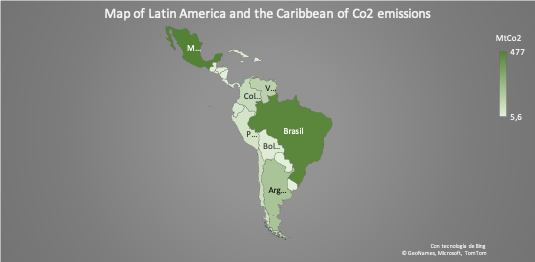 Map of Latin America and the Caribbean of Co2 emissions
MtCo2
477
5,6
M...
V...
Col...
Brasil
P...
Bol...
Arg...
Con tecnología de Bing
© GeoNames, Microsoft, TomTom